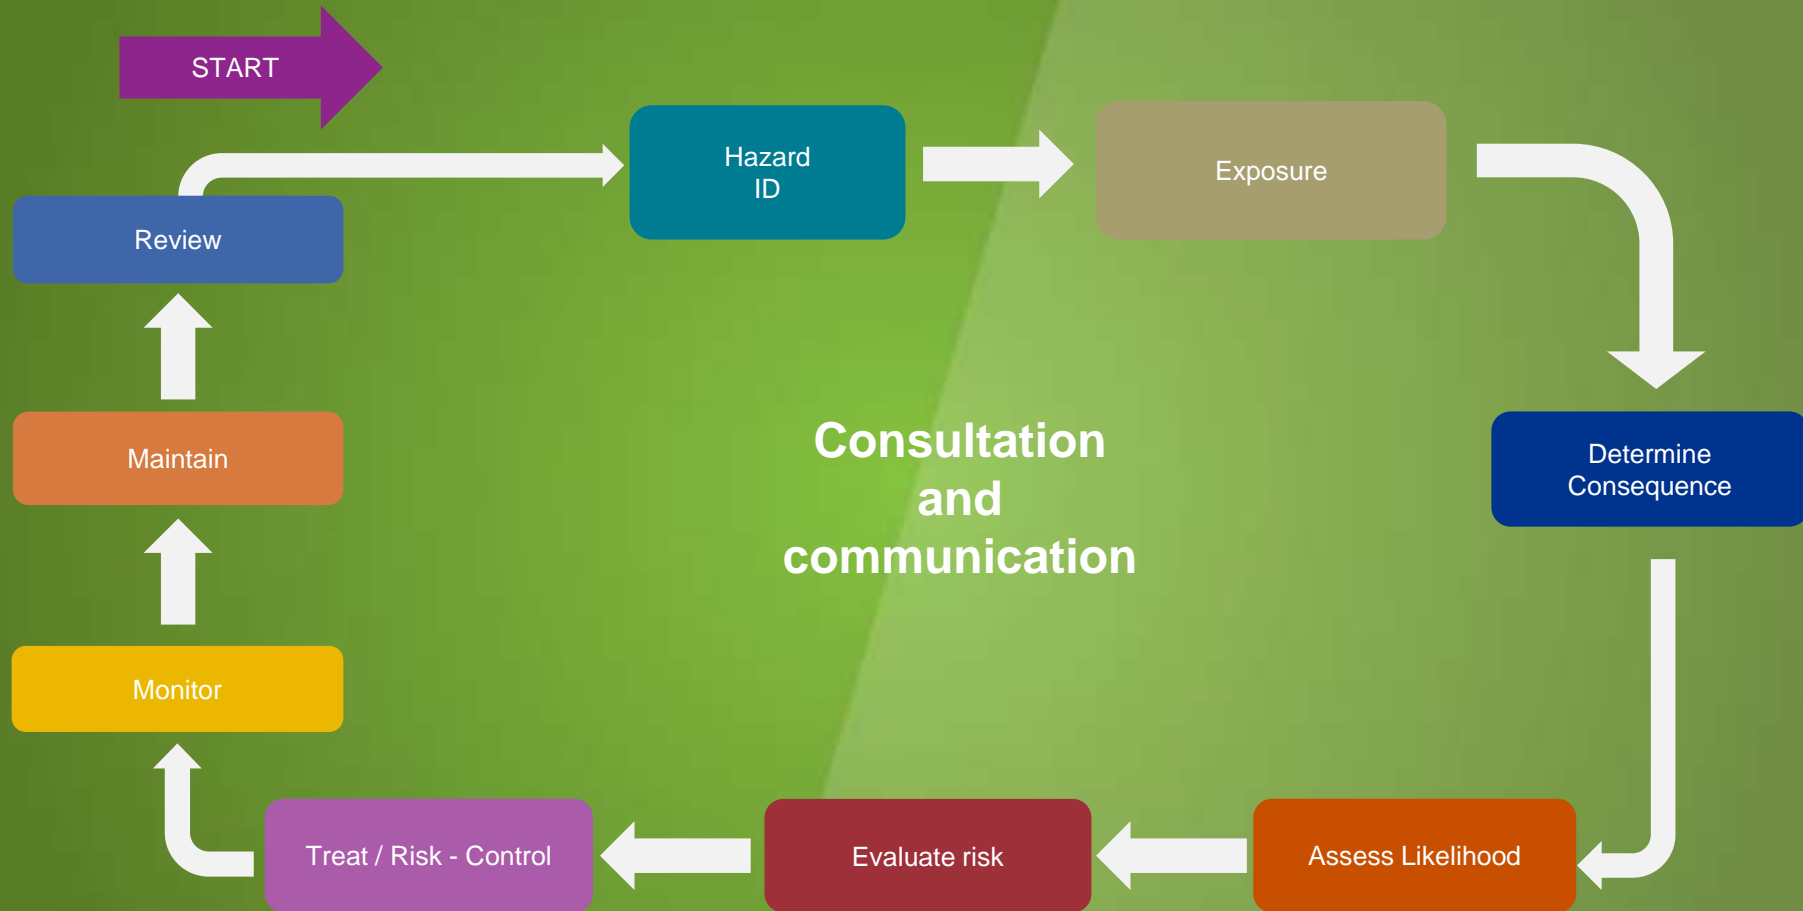 START
Hazard
ID
Exposure
Review
Determine
Consequence
Maintain
Consultation
and
communication
Monitor
Treat / Risk - Control
Evaluate risk
Assess Likelihood